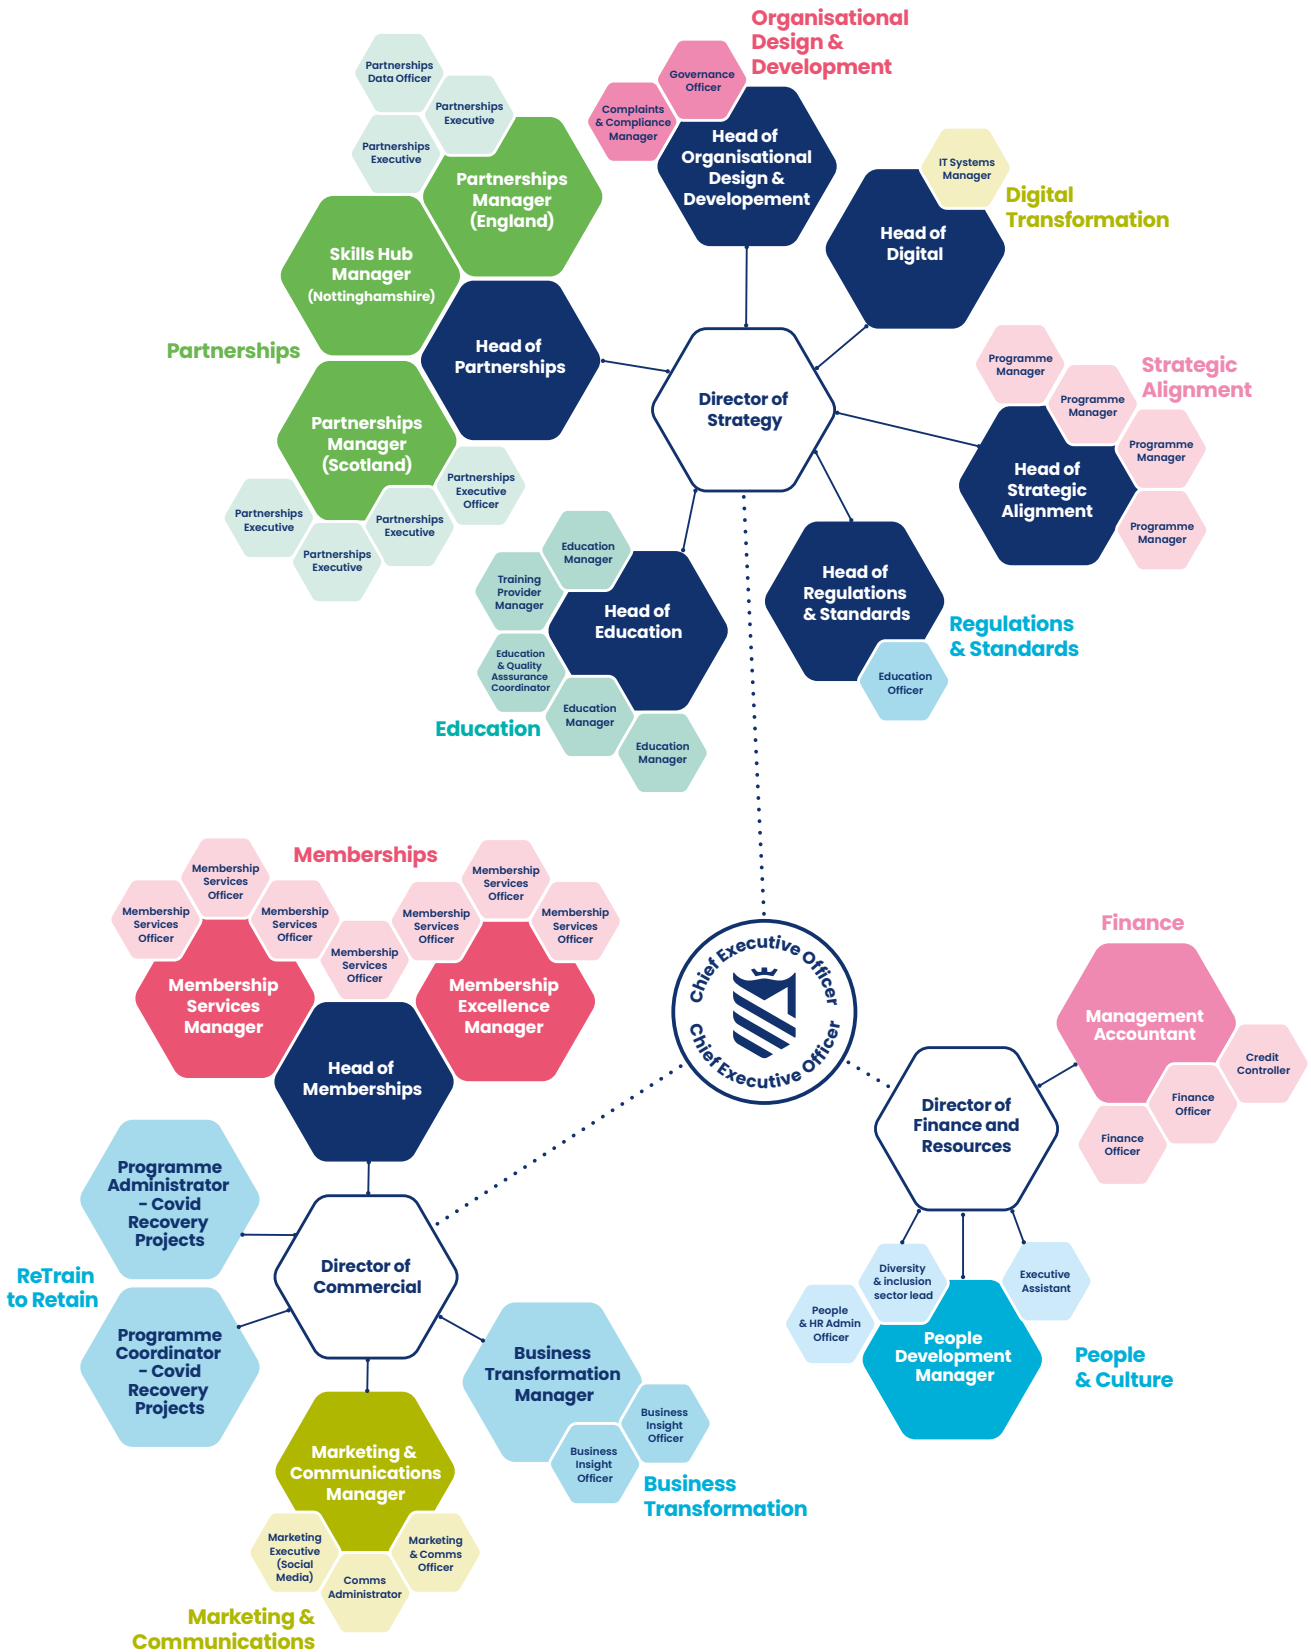 Organisational
Design &
Development
Governance
Officer
Complaints
& Compliance
Manager
Head of
Organisational
Design &
Developement
Partnerships
Data Officer
Partnerships
Executive
Partnerships
Executive
Partnerships
Manager
(England)
Skills Hub
Manager
(Nottinghamshire)
Head of
Partnerships
Partnerships
Partnerships
Manager
(Scotland)
Partnerships
Executive
Officer
Partnerships
Executive
Partnerships
Executive
Partnerships
Executive
IT Systems
Manager
Digital
Transformation
Head of
Digital
Director of
Strategy
Programme
Manager
Programme
Manager
Programme
Manager
Programme
Manager
Strategic
Alignment
Head of
Strategic
Alignment
Head of
Regulations
& Standards
Regulations
& Standards
Education
Officer
Education
Manager
Training
Provider
Manager
Head of
Education
Education
& Quality
Asssurance
Coordinator
Education
Manager
Education
Manager
Education
Memberships
Membership
Services
Officer
Membership
Services
Officer
Membership
Services
Officer
Membership
Services
Officer
Membership
Services
Officer
Membership
Services
Officer
Membership
Services
Officer
Membership
Services
Manager
Membership
Excellence
Manager
Head of
Memberships
Chief Executive Officer
Chief Executive Officer
Finance
Management
Accountant
Credit
Controller
Finance
Officer
Finance
Officer
Director of
Finance and
Resources
Diversity
& inclusion
sector lead
Executive
Assistant
People
& HR Admin
Officer
People
Development
Manager
People
& Culture
Programme
Administrator
- Covid
Recovery
Projects
ReTrain
to Retain
Programme
Coordinator
- Covid
Recovery
Projects
Director of
Commercial
Business
Transformation
Manager
Business
Insight
Officer
Business
Insight
Officer
Business
Transformation
Marketing &
Communications
Manager
Marketing
Executive
(Social
Media)
Comms
Administrator
Marketing
& Comms
Officer
Marketing &
Communications